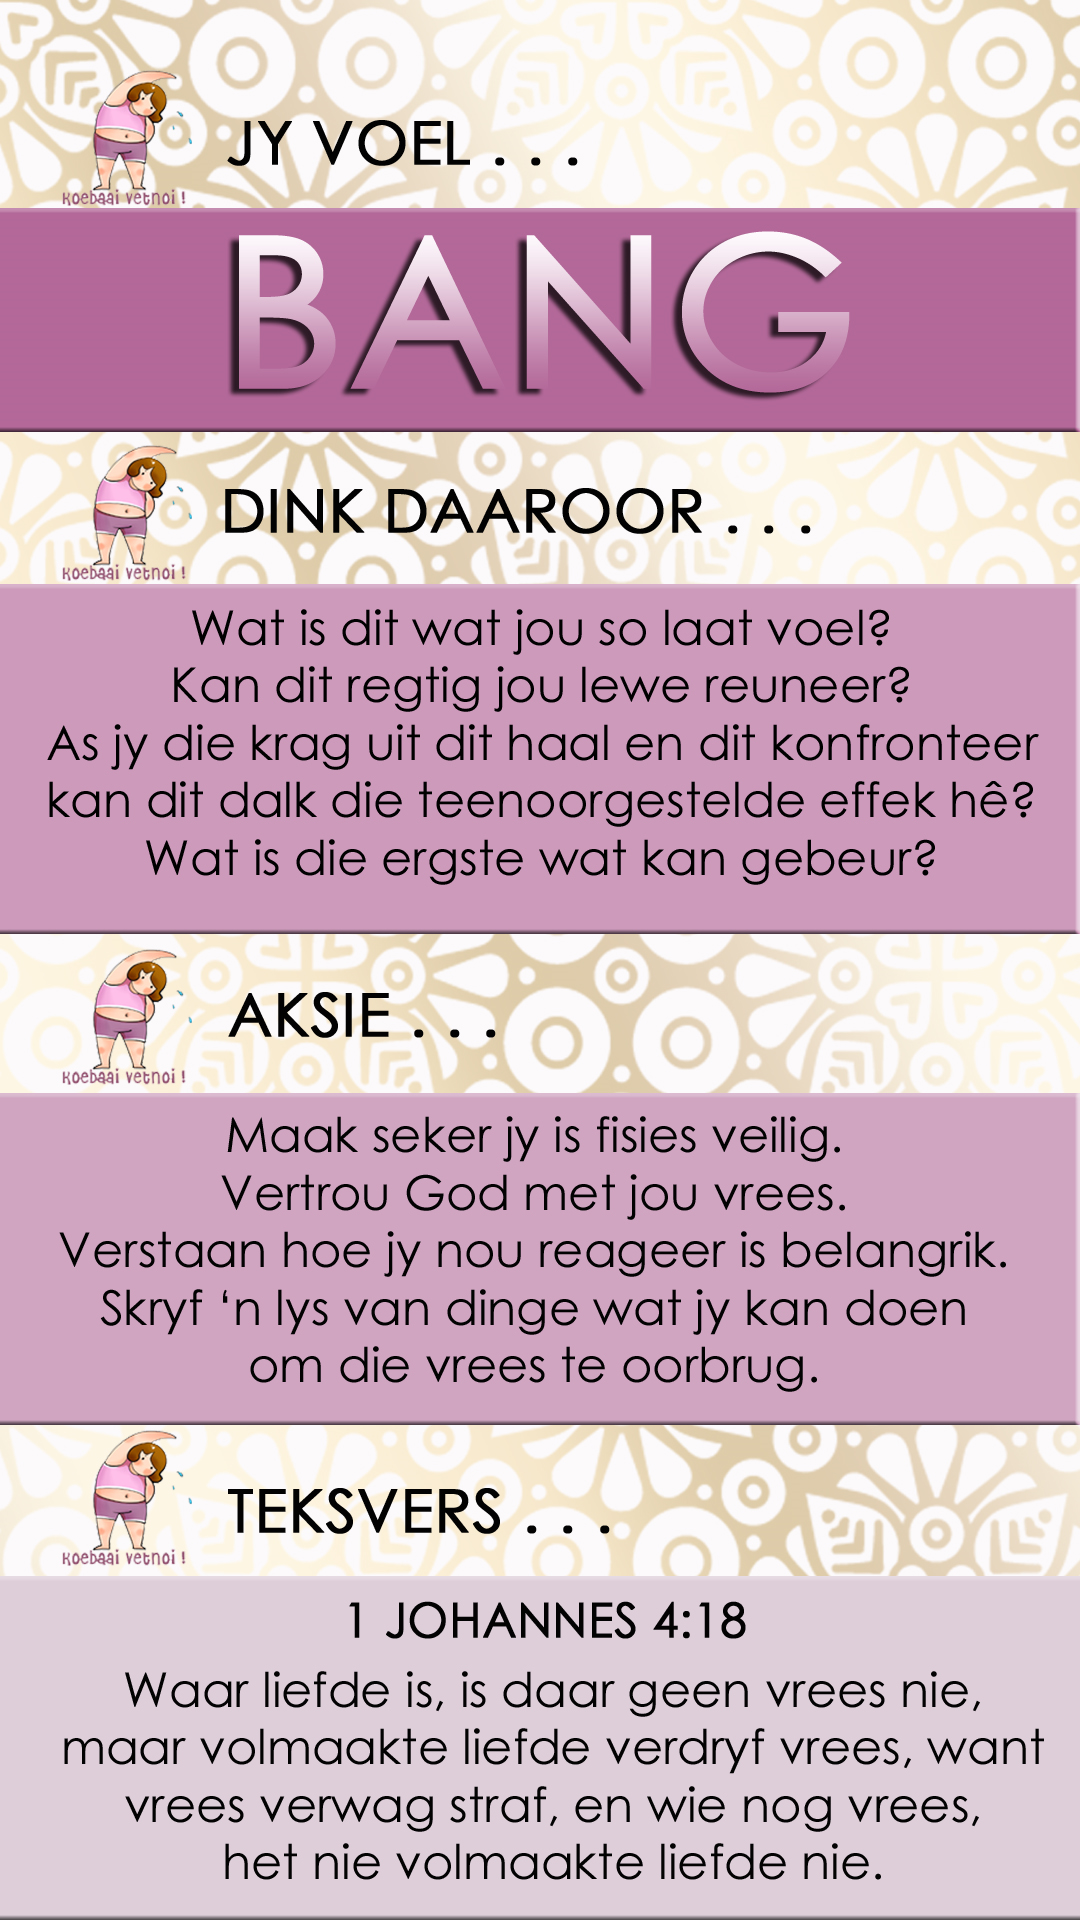 JY VOEL . . .
koebaai vetnoi !
BANG
DINK DAAROOR . . .
koebaai vetnoi !
Wat is dit wat jou so laat voel?
Kan dit regtig jou lewe reuneer?
As jy die krag uit dit haal en dit konfronteer
kan dit dalk die teenoorgestelde effek hê?
Wat is die ergste wat kan gebeur?
AKSIE . . .
koebaai vetnoi !
Maak seker jy is fisies veilig.
Vertrou God met jou vrees.
Verstaan hoe jy nou reageer is belangrik.
Skryf ‘n lys van dinge wat jy kan doen
om die vrees te oorbrug.
TEKSVERS . . .
koebaai vetnoi !
1 JOHANNES 4:18
Waar liefde is, is daar geen vrees nie,
maar volmaakte liefde verdryf vrees, want
vrees verwag straf, en wie nog vrees,
het nie volmaakte liefde nie.